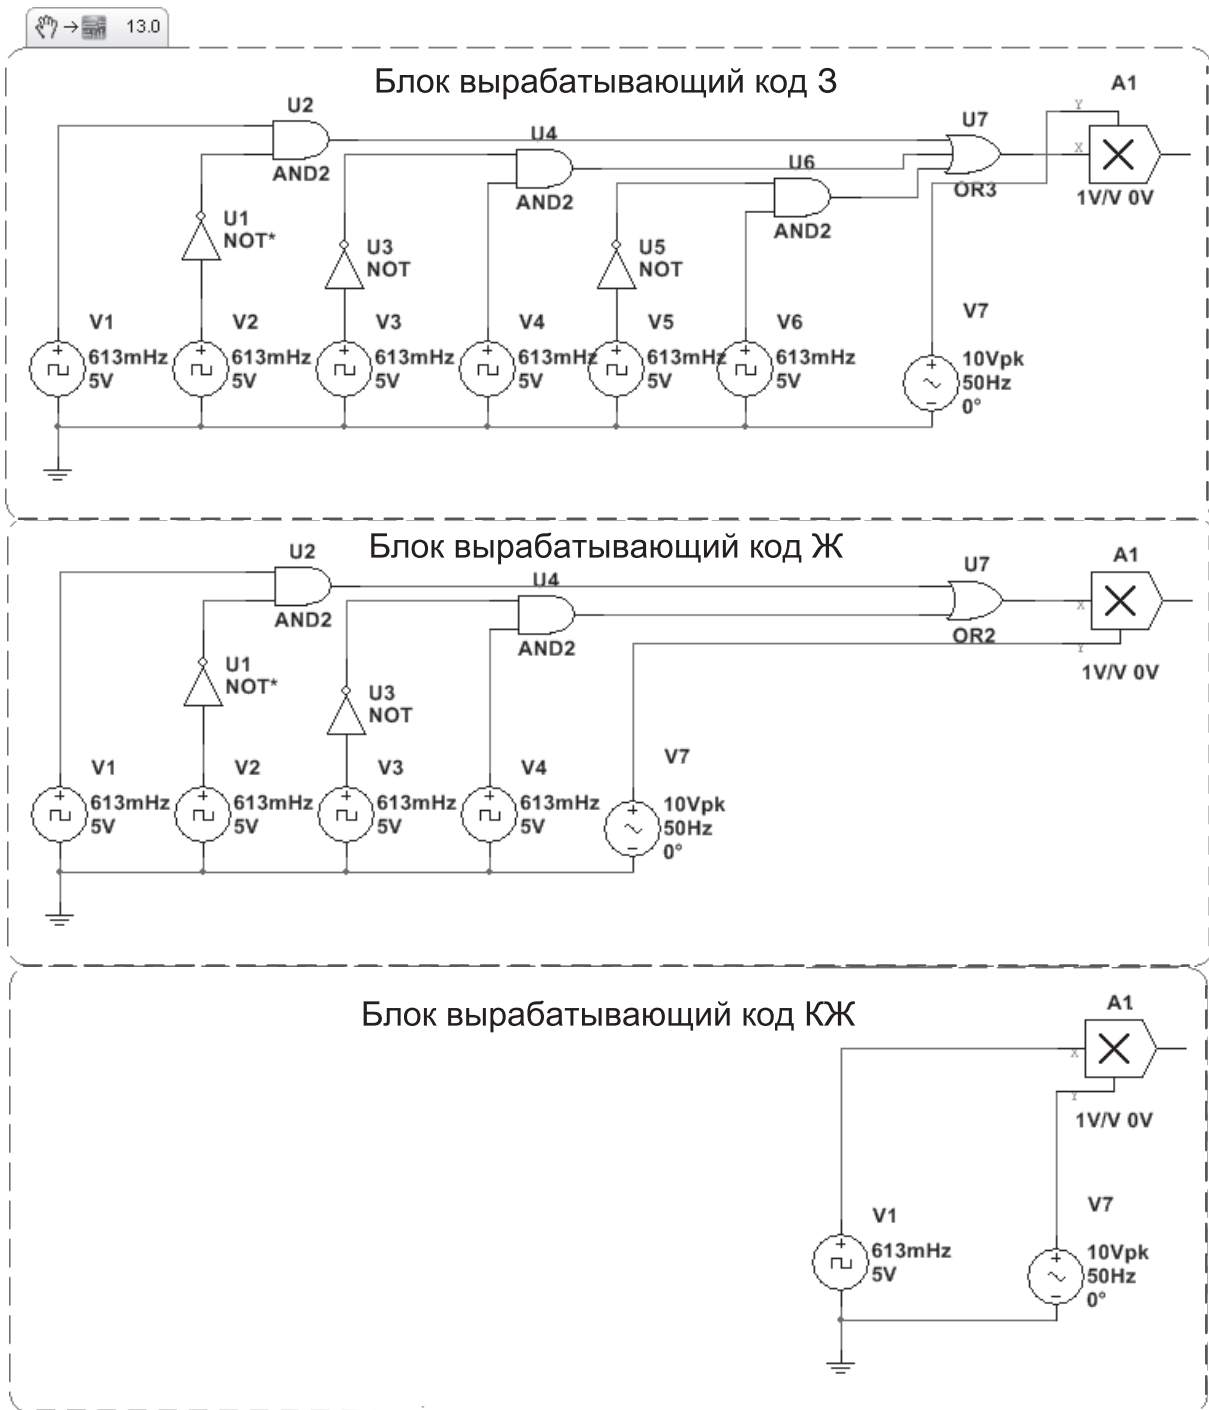 13.0
Блок вырабатывающий код З
A1
U2
U7
U4
Y
X
AND2
U6
OR3
1V/V 0V
AND2
U1
NOT*
AND2
U3
NOT
U5
NOT
V1
V2
V3
V4
V5
V6
V7
613mHz
5V
613mHz
5V
613mHz
5V
613mHz
5V
613mHz
5V
613mHz
5V
10Vpk
50Hz
0°
Блок вырабатывающий код Ж
U2
U7
A1
U4
X
AND2
OR2
Y
AND2
1V/V 0V
U1
NOT*
U3
NOT
V1
V2
V3
V4
V7
613mHz
5V
613mHz
5V
613mHz
5V
613mHz
5V
10Vpk
50Hz
0°
Блок вырабатывающий код КЖ
A1
X
Y
1V/V 0V
V1
V7
613mHz
5V
10Vpk
50Hz
0°